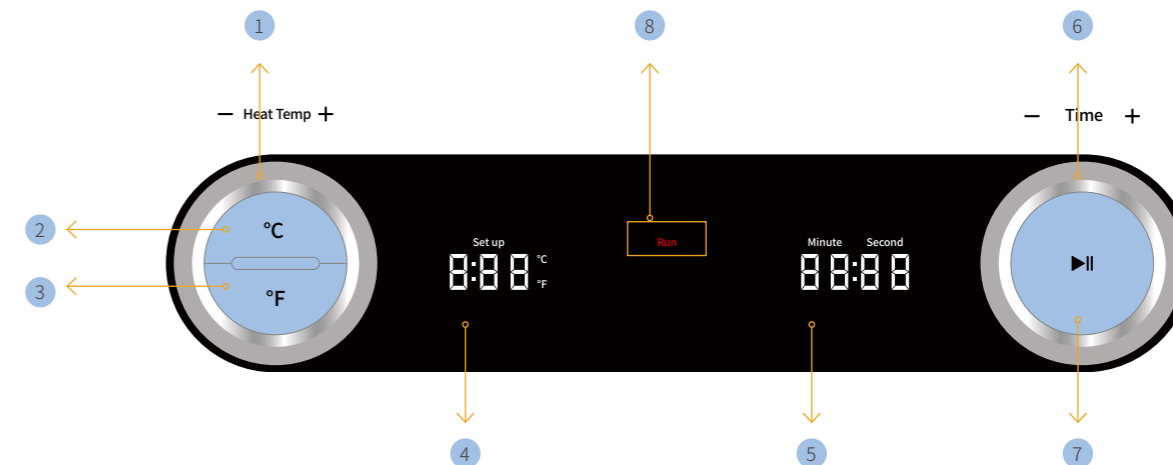 1
8
6
− Heat Temp +
− Time +
2
°C
Set up
Run
Minute Second
8:88 °C
°F
88:88
3
°F
4
5
7